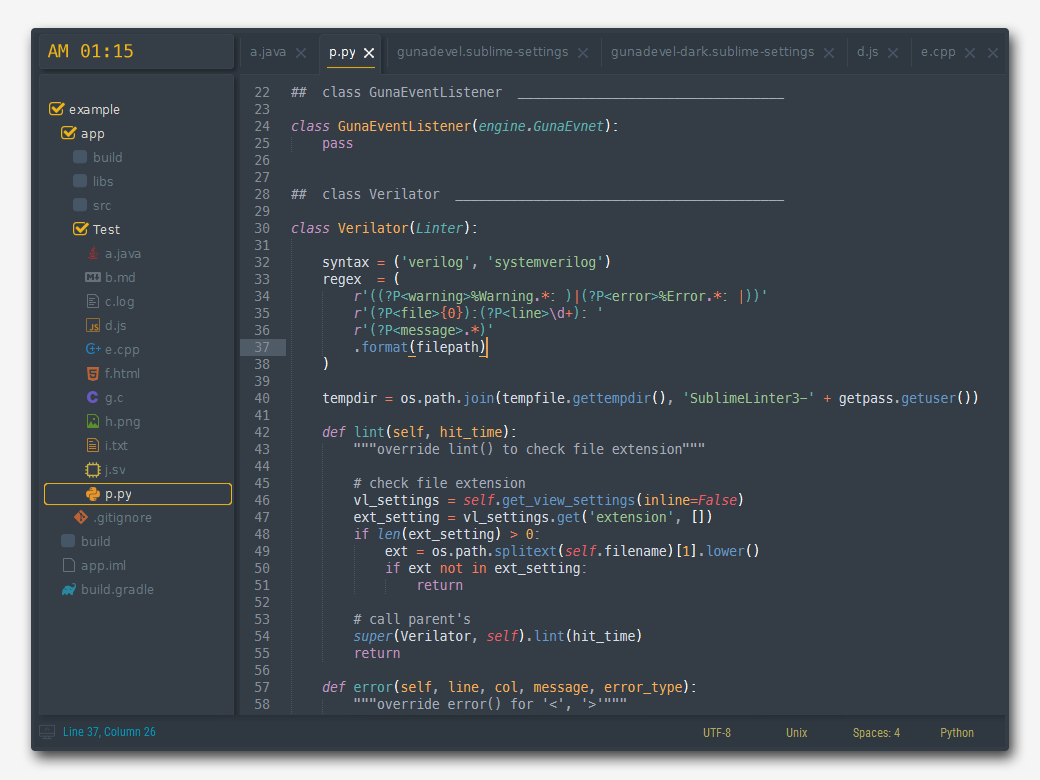 AM 01:15
a.java
p.py
gunadevel.sublime-settings
gunadevel-dark.sublime-settings
d.js
e.cpp
example
app
build
libs
src
Test
a.java
b.md
c.log
d.js
e.cpp
f.html
g.c
h.png
i.txt
j.sv
p.py
.gitignore
build
app.iml
build.gradle
22 ##  class GunaEventListener  __________________________________
23
24 class GunaEventListener(engine.GunaEvnet):
25     pass
26
27
28 ##  class Verilator  __________________________________________
29
30 class Verilator(Linter):
31
32     syntax = ('verilog', 'systemverilog')
33     regex  = (
34         r'((?P<warning>%Warning.*: )|(?P<error>%Error.*: |))'
35         r'(?P<file>{0}):(?P<line>\d+): '
36         r'(?P<message>.*)'
37         .format(filepath)
38     )
39
40     tempdir = os.path.join(tempfile.gettempdir(), 'SublimeLinter3-' + getpass.getuser())
41
42     def lint(self, hit_time):
43         """override lint() to check file extension"""
44
45         # check file extension
46         vl_settings = self.get_view_settings(inline=False)
47         ext_setting = vl_settings.get('extension', [])
48         if len(ext_setting) > 0:
49             ext = os.path.splitext(self.filename)[1].lower()
50             if ext not in ext_setting:
51                 return
52
53         # call parent's
54         super(Verilator, self).lint(hit_time)
55         return
56
57     def error(self, line, col, message, error_type):
58         """override error() for '<', '>'"""
Line 37, Column 26
UTF-8
Unix
Spaces: 4
Python